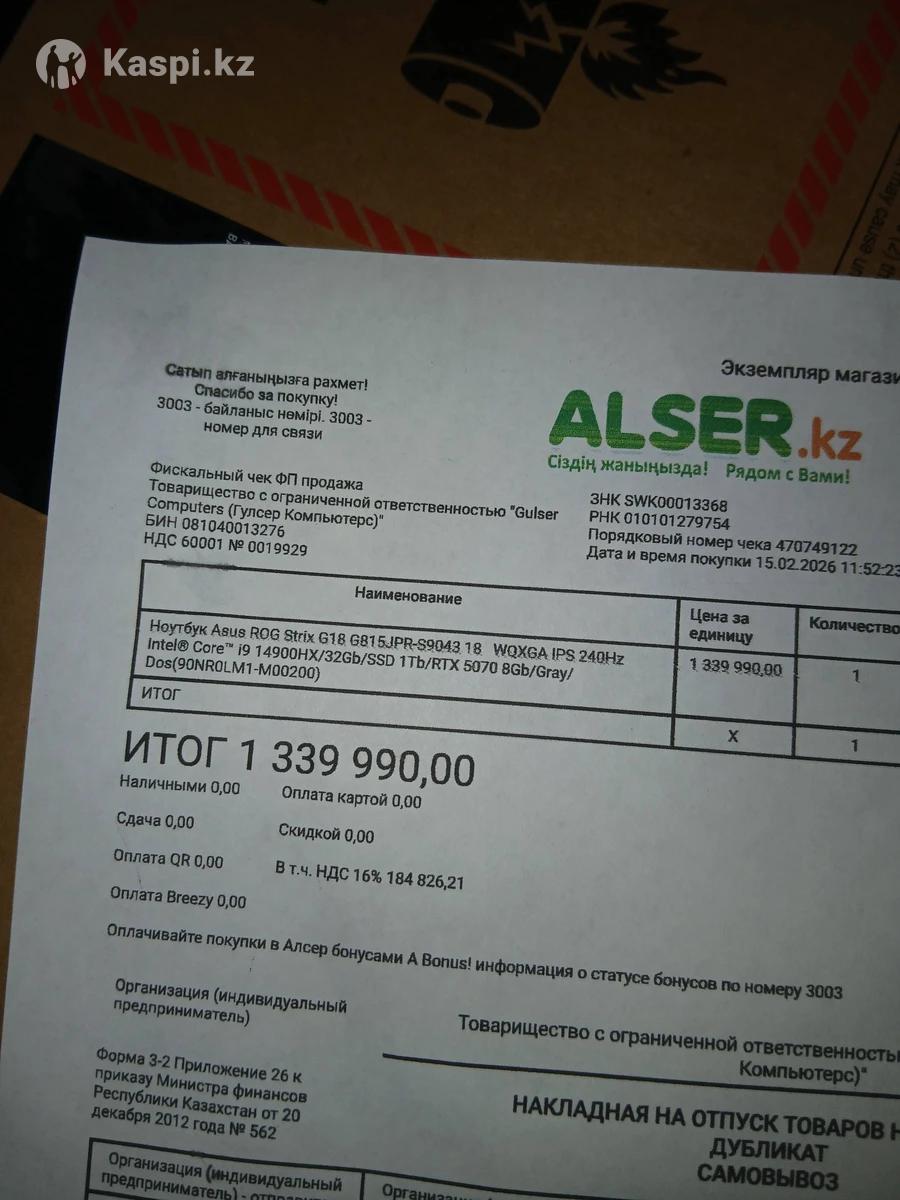 Kaspi.kz
may cause
Экземпляр
Сатып алғаныңызға рахмет!
Спасибо за покупку!
3003 - байланыс нөмірі. 3003 -
номер для связи
ALSER.kz
Сіздің жаныңызда! Рядом с Вами!
Фискальный чек ФП продажа
Товарищество с ограниченной ответственностью "Gulser
Computers (Гулсер Компьютерс)"
БИН 081040013276
НДС 60001 № 0019929
ЗНК SWK00013368
РНК 010101279754
Порядковый номер чека 470749122
Дата и время покупки 15.02.2026 11:52:23
Наименование
Цена за
единицу
Количество
Ноутбук Asus ROG Strix G18 G815JPR-S9043 18 WQXGA IPS 240Hz
Intel® Core™ i9 14900HX/32Gb/SSD 1Tb/RTX 5070 8Gb/Gray/
Dos(90NR0LM1-M00200)
1 339 990,00
1
ИТОГ
X
1
ИТОГ 1 339 990,00
Наличными 0,00
Оплата картой 0,00
Сдача 0,00
Скидкой 0,00
Оплата QR 0,00
В т.ч. НДС 16% 184 826,21
Оплата Breezy 0,00
Оплачивайте покупки в Алсер бонусами A Bonus! информация о статусе бонусов по номеру 3003
Организация (индивидуальный
предприниматель)
Товарищество с ограниченной ответственность
Компьютерс)"
Форма З-2 Приложение 26 к
приказу Министра финансов
Республики Казахстан от 20
декабря 2012 года № 562
НАКЛАДНАЯ НА ОТПУСК ТОВАРОВ Н
ДУБЛИКАТ
САМОВЫВОЗ
Организация (индивидуальный
предприниматель) -